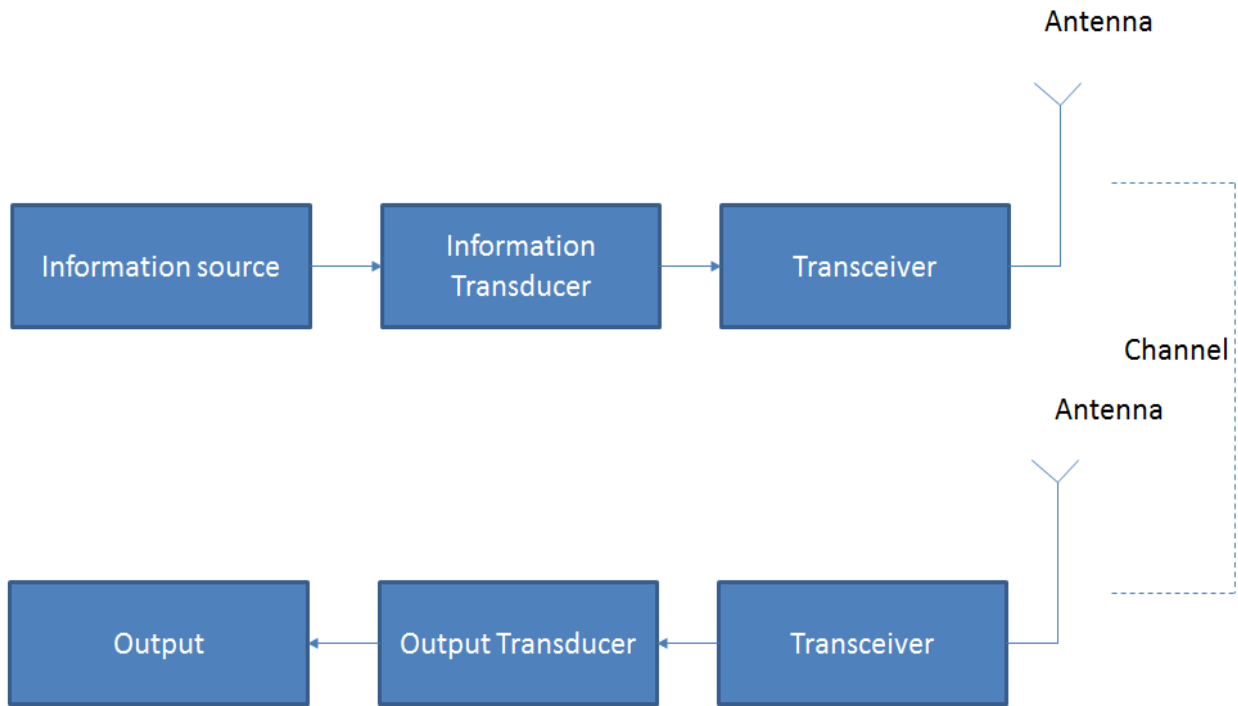 Antenna
Information source
Information
Transducer
Transceiver
Channel
Antenna
Output
Output Transducer
Transceiver